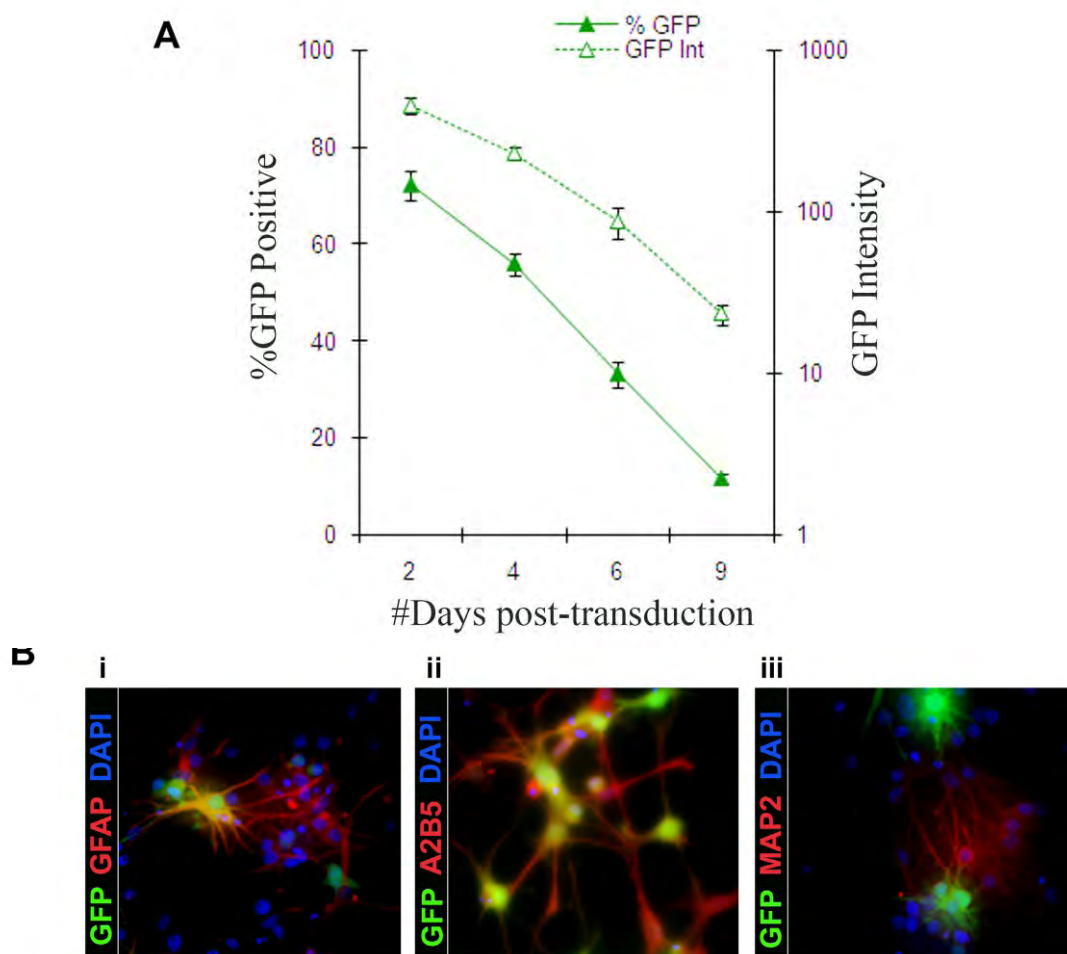 A
% GFP
GFP Int
100
80
60
40
20
0
%GFP Positive
1000
100
10
1
GFP Intensity
2 4 6 9
#Days post-transduction
B
i
GFP GFAP DAPI
ii
GFP A2B5 DAPI
iii
GFP MAP2 DAPI